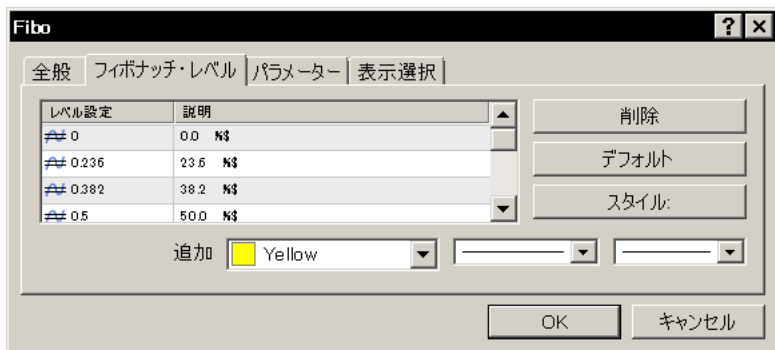 Fibo
全般 フィボナッチ・レベル パラメーター 表示選択
レベル設定 説明
0 0.0 %$
0.236 23.6 %$
0.382 38.2 %$
0.5 50.0 %$
削除
デフォルト
スタイル:
追加 Yellow
OK キャンセル